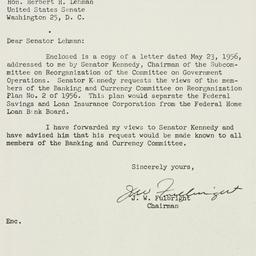 Hon. Herbert H. Lehman
United States Senate
Washington 25, D. C.
Dear Senator Lehman:
Enclosed is a copy of a letter dated May 23, 1956,
addressed to me by Senator Kennedy, Chairman of the Subcom-
mittee on Reorganization of the Committee on Government
Operations. Senator Kennedy requests the views of the mem-
bers of the Banking and Currency Committee on Reorganization
Plan No. 2 of 1956. This plan would separate the Federal
Savings and Loan Insurance Corporation from the Federal Home
Loan Bank Board.
I have forwarded my views to Senator Kennedy and
have advised him that his request would be made known to all
members of the Banking and Currency Committee.
Sincerely yours,
JW Fulbright
J. W. Fulbright
Chairman
Enc.